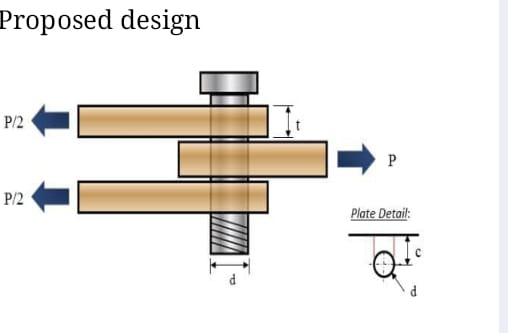 Proposed design
P/2
t
P
P/2
Plate Detail:
c
d
d